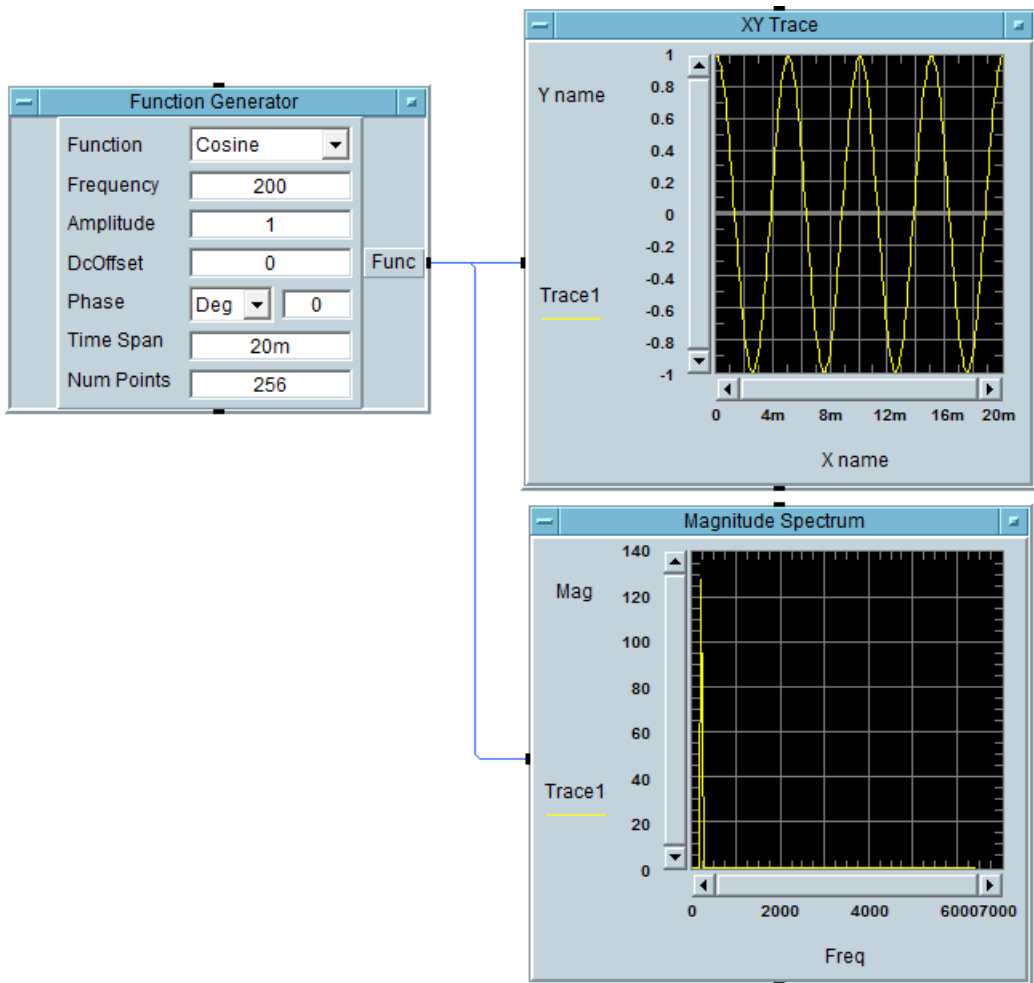 Function Generator
Function Cosine
Frequency 200
Amplitude 1
DcOffset 0
Phase Deg 0
Time Span 20m
Num Points 256
Func
XY Trace
Y name
Trace1
1
0.8
0.6
0.4
0.2
0
-0.2
-0.4
-0.6
-0.8
-1
0 4m 8m 12m 16m 20m
X name
Magnitude Spectrum
Mag
Trace1
140
120
100
80
60
40
20
0
0 2000 4000 60007000
Freq